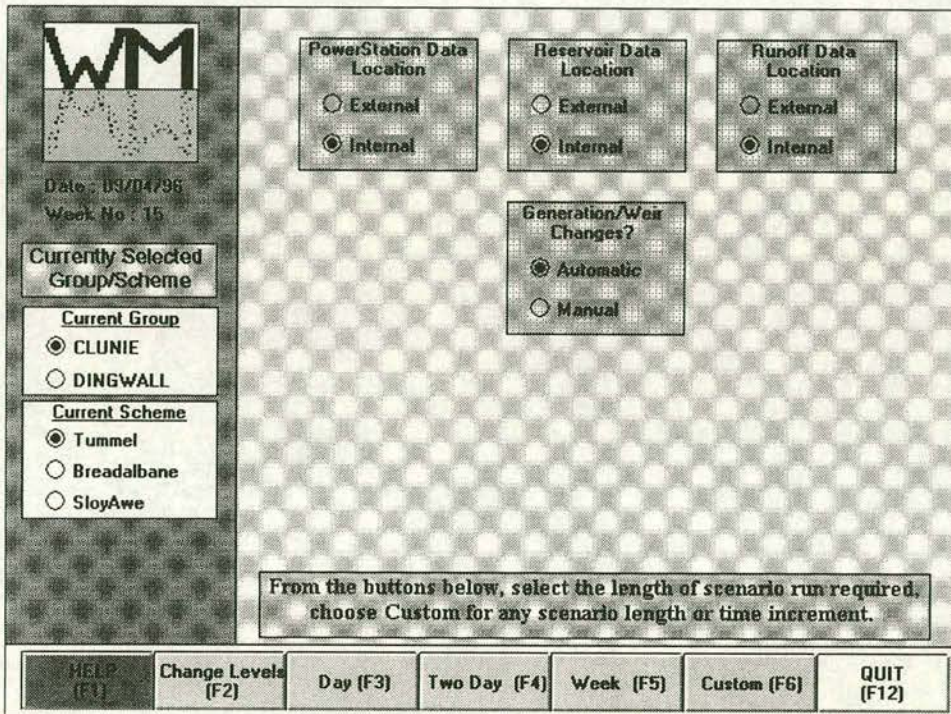 WM
Date : 09/04/96
Week No : 15
Currently Selected
Group/Scheme
Current Group
CLUNIE
DINGWALL
Current Scheme
Tummel
Breadalbane
SloyAwe
PowerStation Data
Location
External
Internal
Reservoir Data
Location
External
Internal
Runoff Data
Location
External
Internal
Generation/Weir
Changes?
Automatic
Manual
From the buttons below, select the length of scenario run required,
choose Custom for any scenario length or time increment.
HELP
(F1)
Change Levels
(F2)
Day (F3)
Two Day (F4)
Week (F5)
Custom (F6)
QUIT
(F12)